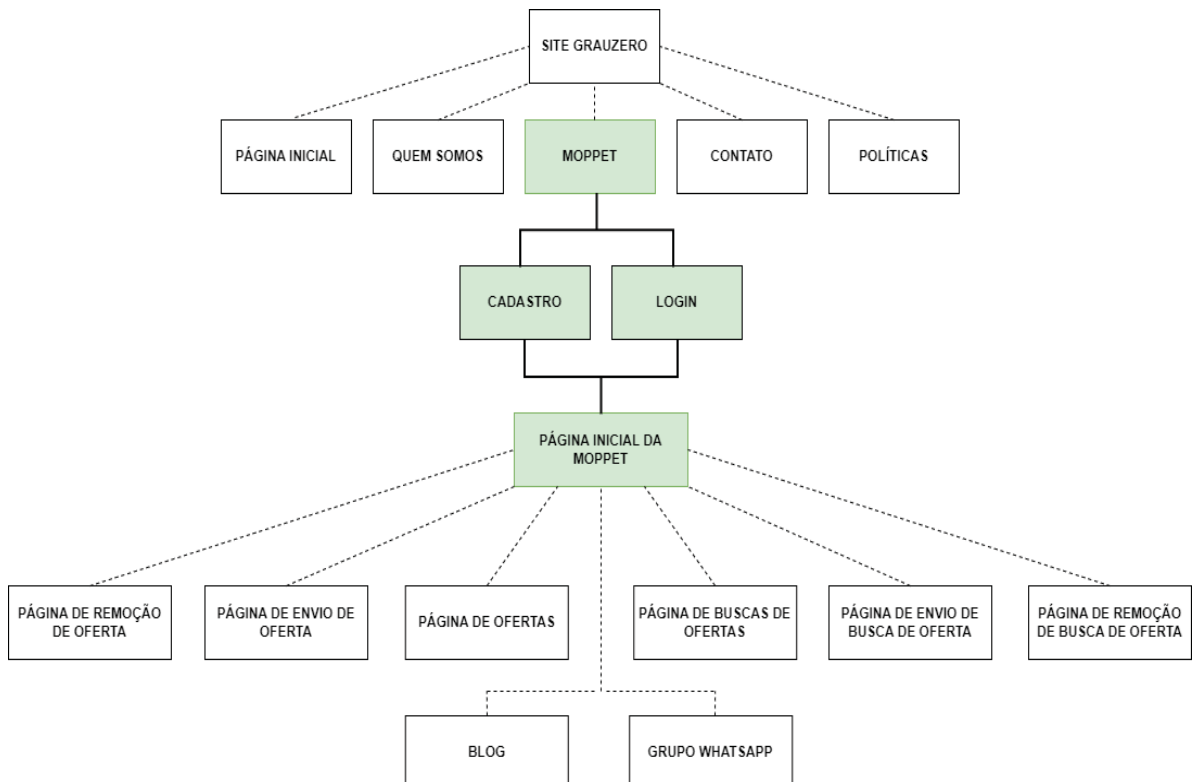 SITE GRAUZERO
PÁGINA INICIAL
QUEM SOMOS
MOPPET
CONTATO
POLÍTICAS
CADASTRO
LOGIN
PÁGINA INICIAL DA
MOPPET
PÁGINA DE REMOÇÃO
DE OFERTA
PÁGINA DE ENVIO DE
OFERTA
PÁGINA DE OFERTAS
PÁGINA DE BUSCAS DE
OFERTAS
PÁGINA DE ENVIO DE
BUSCA DE OFERTA
PÁGINA DE REMOÇÃO
DE BUSCA DE OFERTA
BLOG
GRUPO WHATSAPP